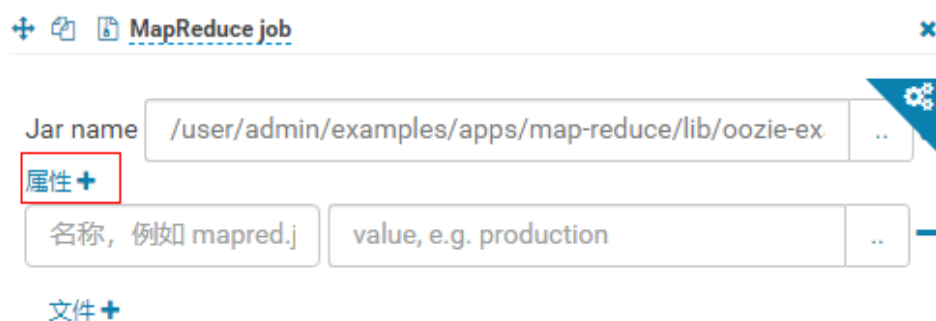 MapReduce job
Jar name /user/admin/examples/apps/map-reduce/lib/oozie-ex ..
属性
名称，例如 mapred.j value, e.g. production ..
文件